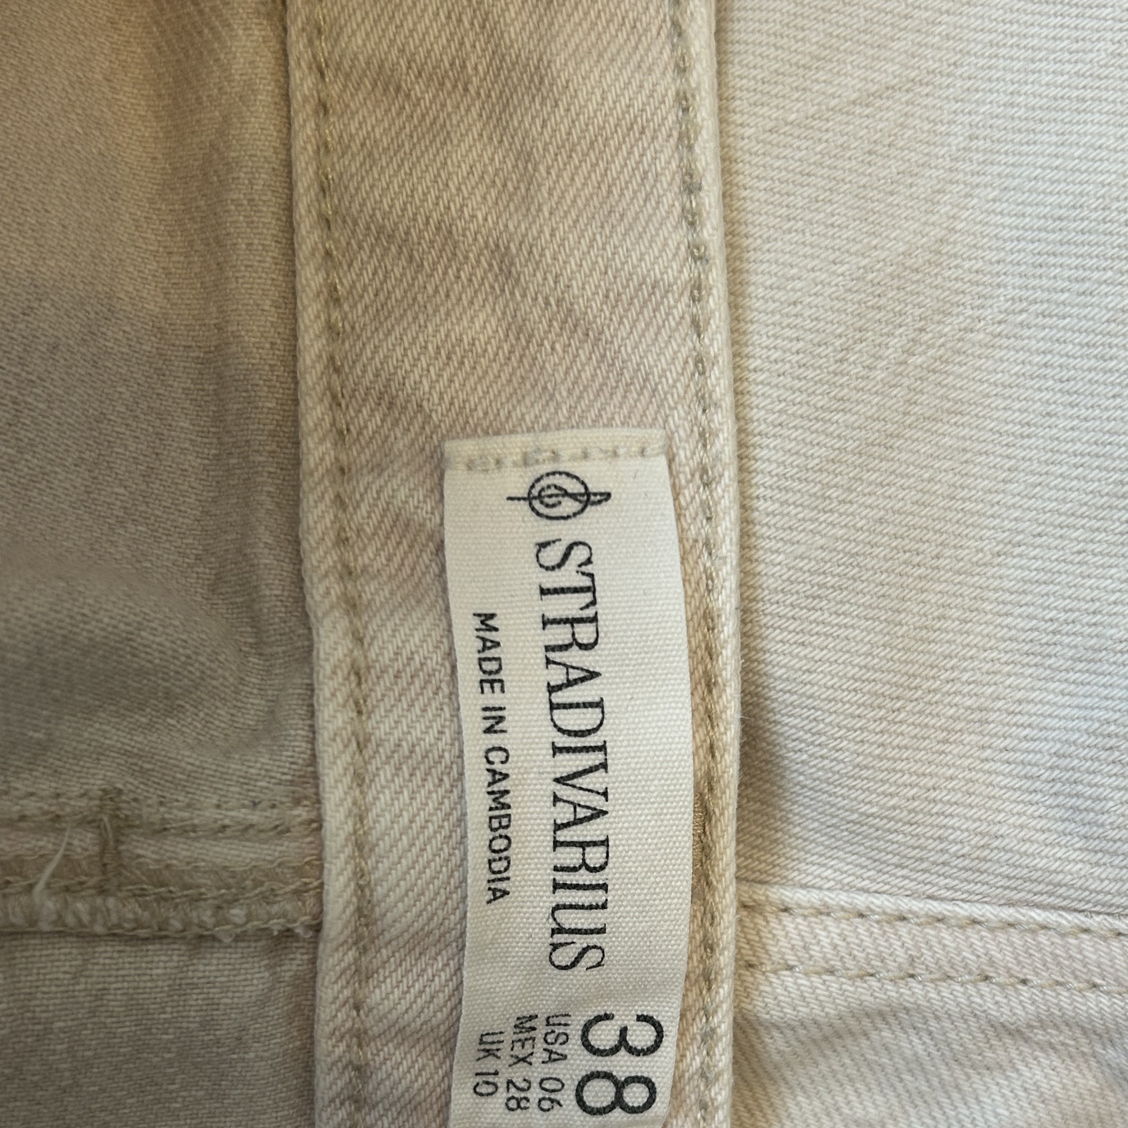 STRADIVARIUS
MADE IN CAMBODIA
38
USA 06
MEX 28
UK 10